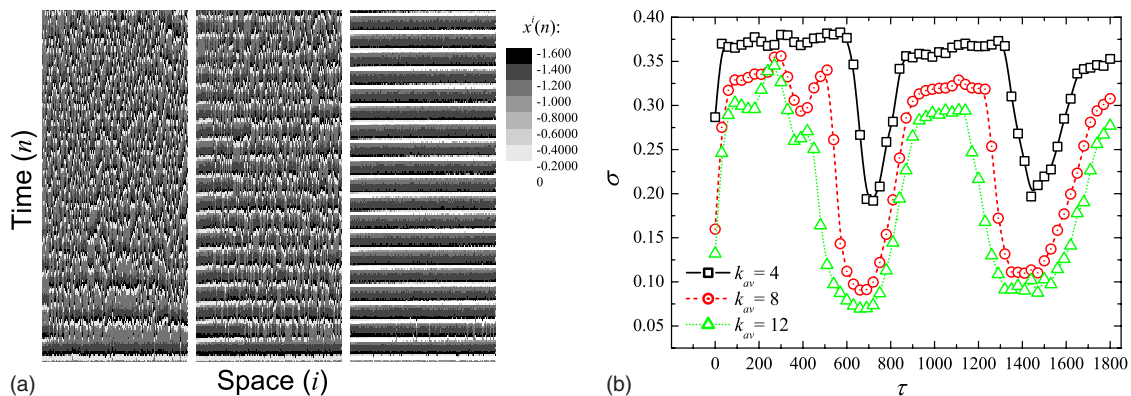 Time (n)
Space (i)
(a)
x^i(n):
-1.600
-1.400
-1.200
-1.000
-0.8000
-0.6000
-0.4000
-0.2000
0
(b)
σ
0.40
0.35
0.30
0.25
0.20
0.15
0.10
0.05
k_av = 4
k_av = 8
k_av = 12
0 200 400 600 800 1000 1200 1400 1600 1800
τ